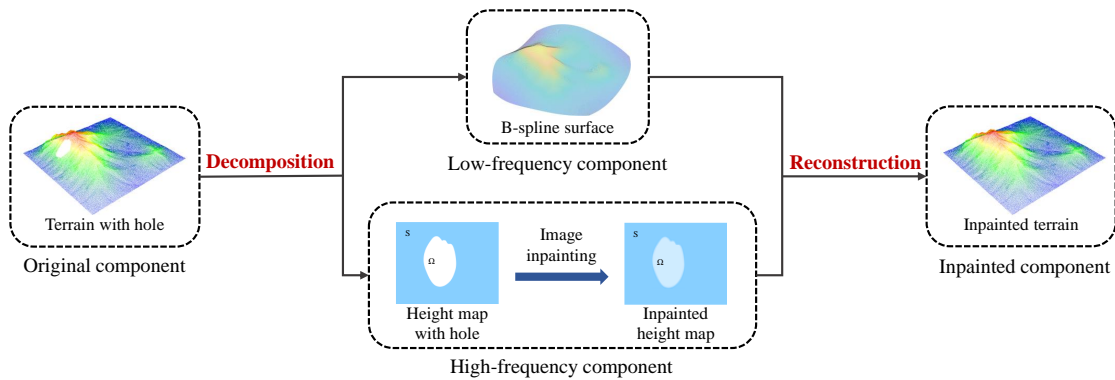 Terrain with hole
Original component
Decomposition
B-spline surface
Low-frequency component
S
Ω
Height map
with hole
Image
inpainting
S
Ω
Inpainted
height map
High-frequency component
Reconstruction
Inpainted terrain
Inpainted component